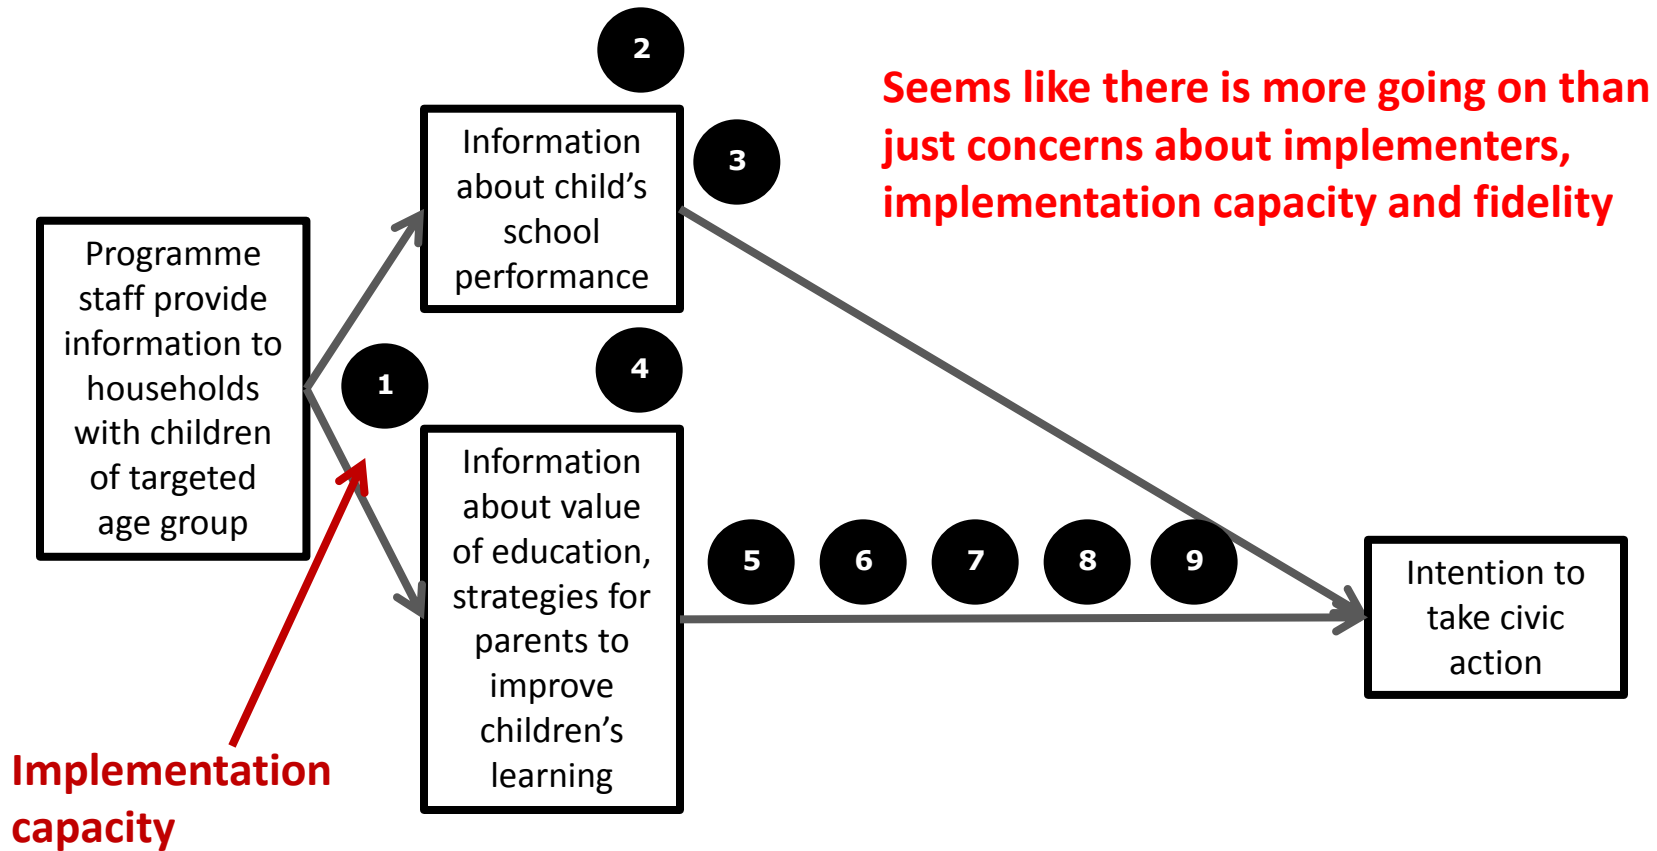 2
Seems like there is more going on than
just concerns about implementers,
implementation capacity and fidelity
Information
about child’s
school
performance
3
Programme
staff provide
information to
households
with children
of targeted
age group
1
4
Information
about value
of education,
strategies for
parents to
improve
children’s
learning
5
6
7
8
9
Intention to
take civic
action
Implementation
capacity